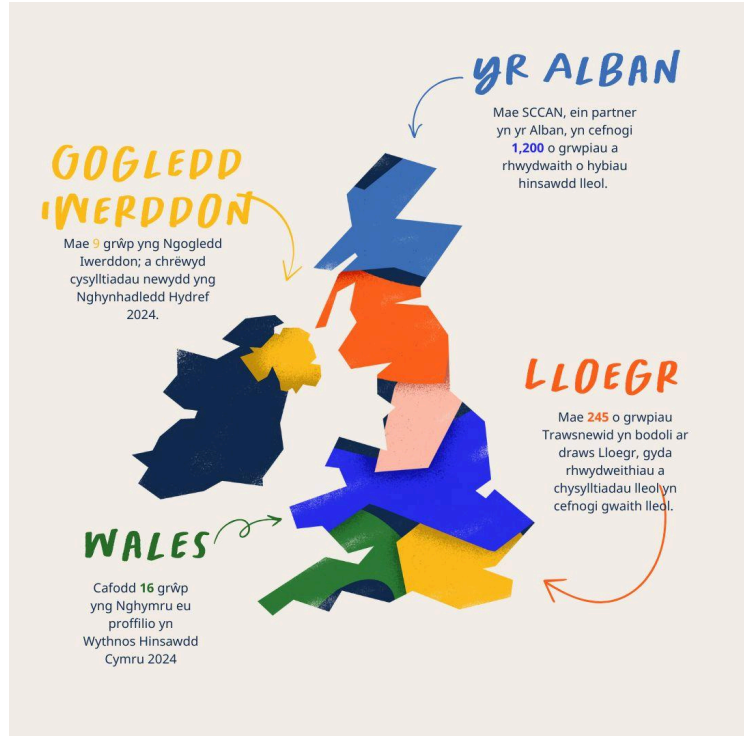 YR ALBAN
Mae SCCAN, ein partner
yn yr Alban, yn cefnogi
1,200 o grwpiau a
rhwydwaith o hybiau
hinsawdd lleol.
GOGLEDD
IWERDDON
Mae 9 grŵp yng Ngogledd
Iwerddon; a chrëwyd
cysylltiadau newydd yng
Nghynhadledd Hydref
2024.
LLOEGR
Mae 245 o grwpiau
Trawsnewid yn bodoli ar
draws Lloegr, gyda
rhwydweithiau a
chysylltiadau lleol yn
cefnogi gwaith lleol.
WALES
Cafodd 16 grŵp
yng Nghymru eu
proffilio yn
Wythnos Hinsawdd
Cymru 2024